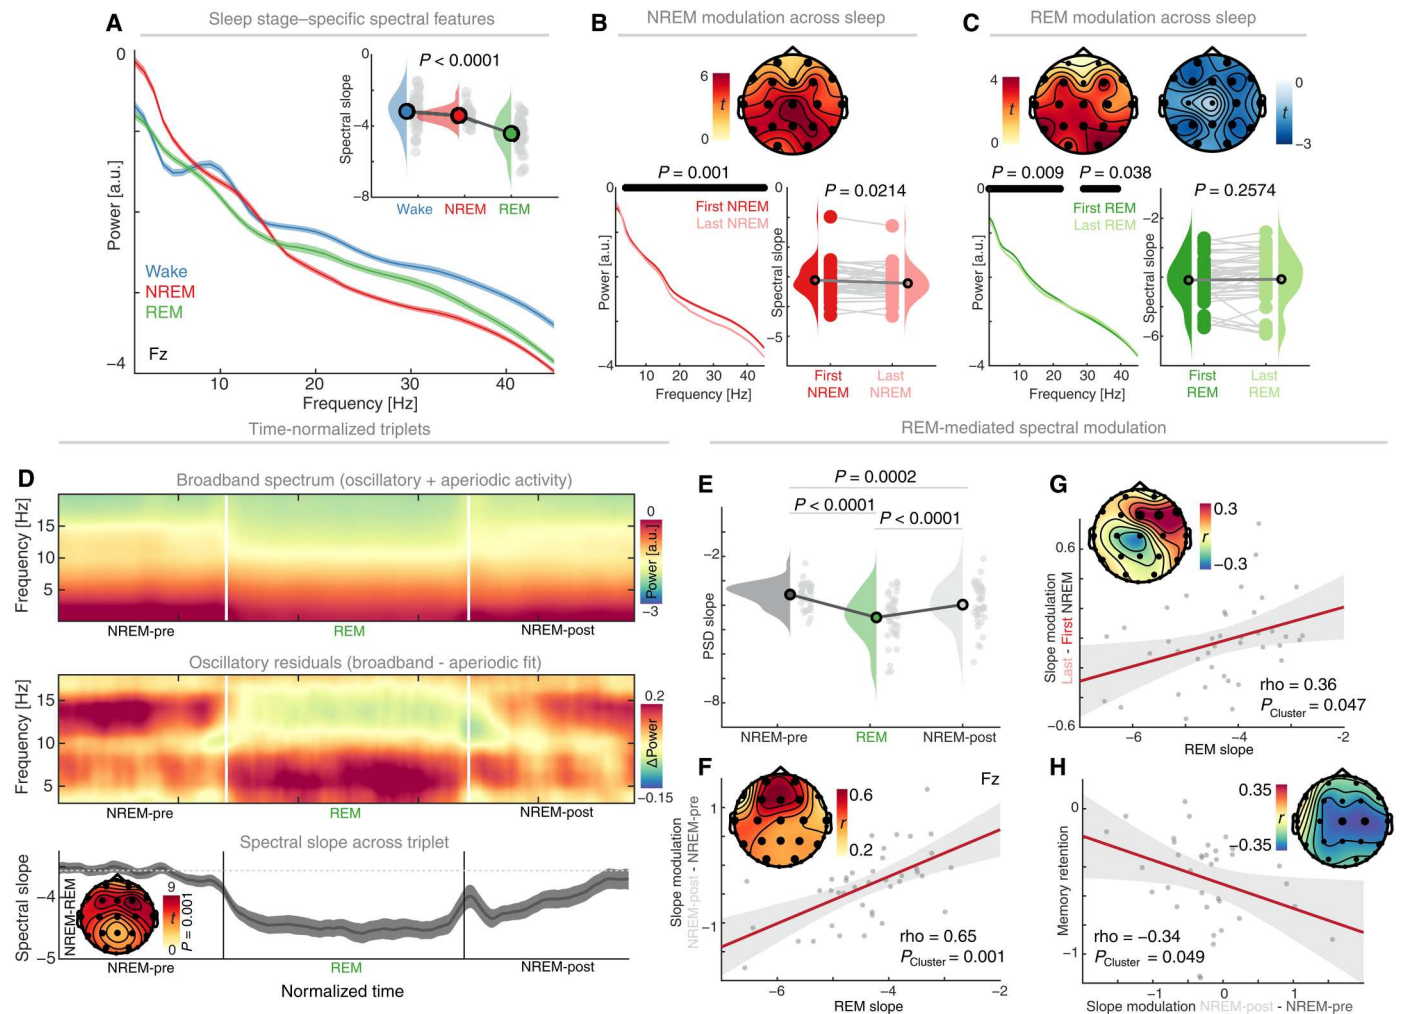 A
Sleep stage–specific spectral features
0
−4
Power [a.u.]
Wake
NREM
REM
Fz
10
20
30
40
Frequency [Hz]
P < 0.0001
0
−4
−8
Spectral slope
Wake
NREM
REM
B
NREM modulation across sleep
6
t
0
P = 0.001
0
−4
Power [a.u.]
First NREM
Last NREM
10
20
30
40
Frequency [Hz]
P = 0.0214
0
−5
Spectral slope
First
NREM
Last
NREM
C
REM modulation across sleep
4
t
0
0
t
−3
P = 0.009
P = 0.038
0
−4
Power [a.u.]
First REM
Last REM
10
20
30
40
Frequency [Hz]
P = 0.2574
−2
−6
Spectral slope
First
REM
Last
REM
Time-normalized triplets
D
Broadband spectrum (oscillatory + aperiodic activity)
Frequency [Hz]
15
10
5
0
Power [a.u.]
−3
NREM-pre
REM
NREM-post
Oscillatory residuals (broadband - aperiodic fit)
Frequency [Hz]
15
10
5
0.2
ΔPower
−0.15
NREM-pre
REM
NREM-post
Spectral slope across triplet
Spectral slope
−4
−5
NREM-REM
9
t
0
P = 0.001
NREM-pre
REM
NREM-post
Normalized time
REM-mediated spectral modulation
E
P = 0.0002
P < 0.0001
P < 0.0001
−2
−8
PSD slope
NREM-pre
REM
NREM-post
F
Fz
0.6
r
0.2
1
−1
Slope modulation
NREM-post - NREM-pre
rho = 0.65
PCluster = 0.001
−6
−4
−2
REM slope
G
0.3
r
−0.3
0.6
−0.6
Slope modulation
Last - First NREM
rho = 0.36
PCluster = 0.047
−6
−4
−2
REM slope
H
0.35
r
−0.35
0
−1
Memory retention
rho = −0.34
PCluster = 0.049
−1
0
1
Slope modulation NREM-post - NREM-pre